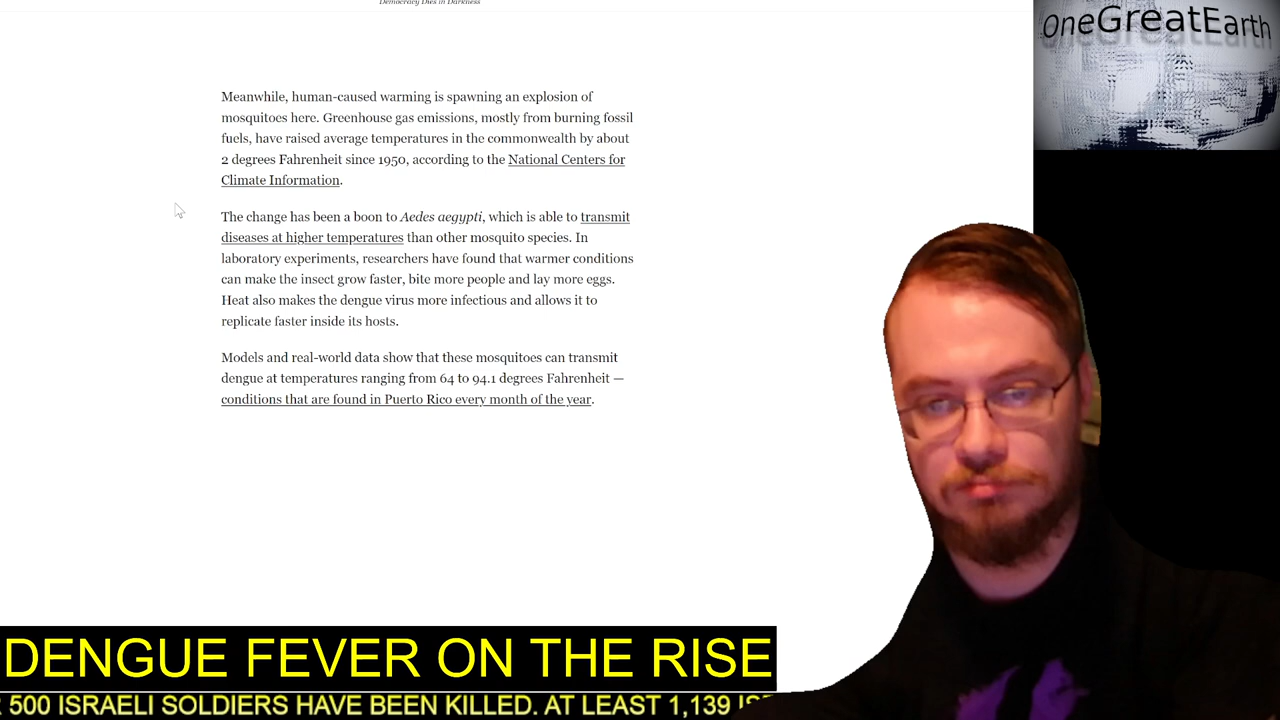 Democracy Dies in Darkness
OneGreatEarth
Meanwhile, human-caused warming is spawning an explosion of
mosquitoes here. Greenhouse gas emissions, mostly from burning fossil
fuels, have raised average temperatures in the commonwealth by about
2 degrees Fahrenheit since 1950, according to the National Centers for
Climate Information.
The change has been a boon to Aedes aegypti, which is able to transmit
diseases at higher temperatures than other mosquito species. In
laboratory experiments, researchers have found that warmer conditions
can make the insect grow faster, bite more people and lay more eggs.
Heat also makes the dengue virus more infectious and allows it to
replicate faster inside its hosts.
Models and real-world data show that these mosquitoes can transmit
dengue at temperatures ranging from 64 to 94.1 degrees Fahrenheit —
conditions that are found in Puerto Rico every month of the year.
DENGUE FEVER ON THE RISE
500 ISRAELI SOLDIERS HAVE BEEN KILLED. AT LEAST 1,139